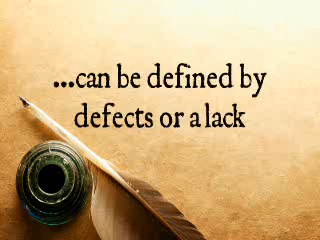 ...can be defined by
defects or a lack